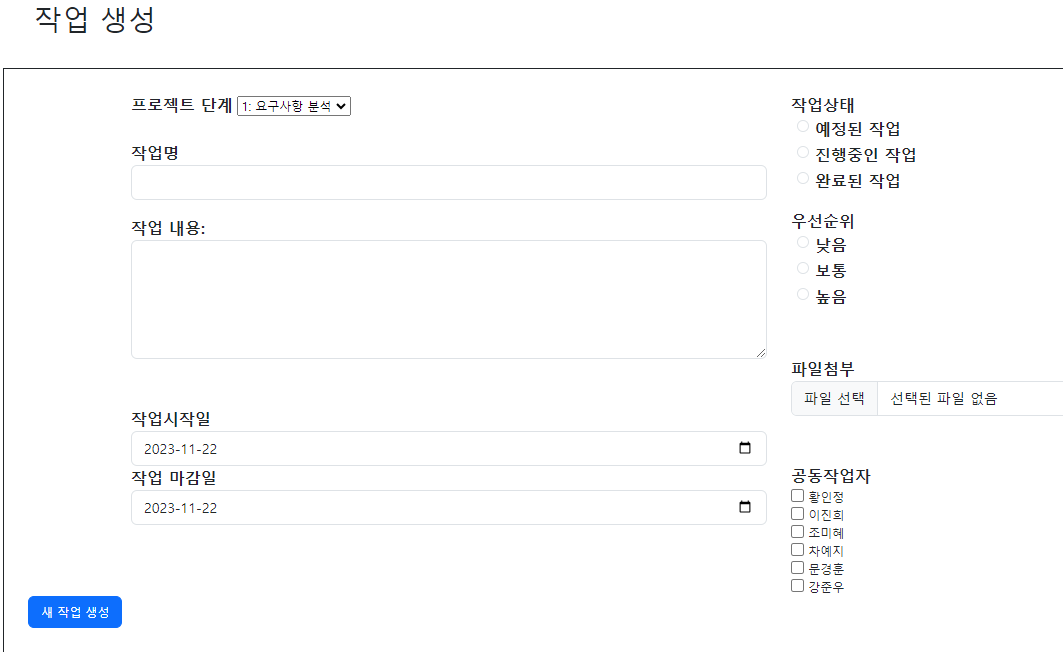 작업 생성
프로젝트 단계 1: 요구사항 분석
작업명
작업 내용:
작업시작일
2023-11-22
작업 마감일
2023-11-22
작업상태
예정된 작업
진행중인 작업
완료된 작업
우선순위
낮음
보통
높음
파일첨부
파일 선택 선택된 파일 없음
공동작업자
황인정
이진희
조미혜
차예지
문경훈
강준우
새 작업 생성